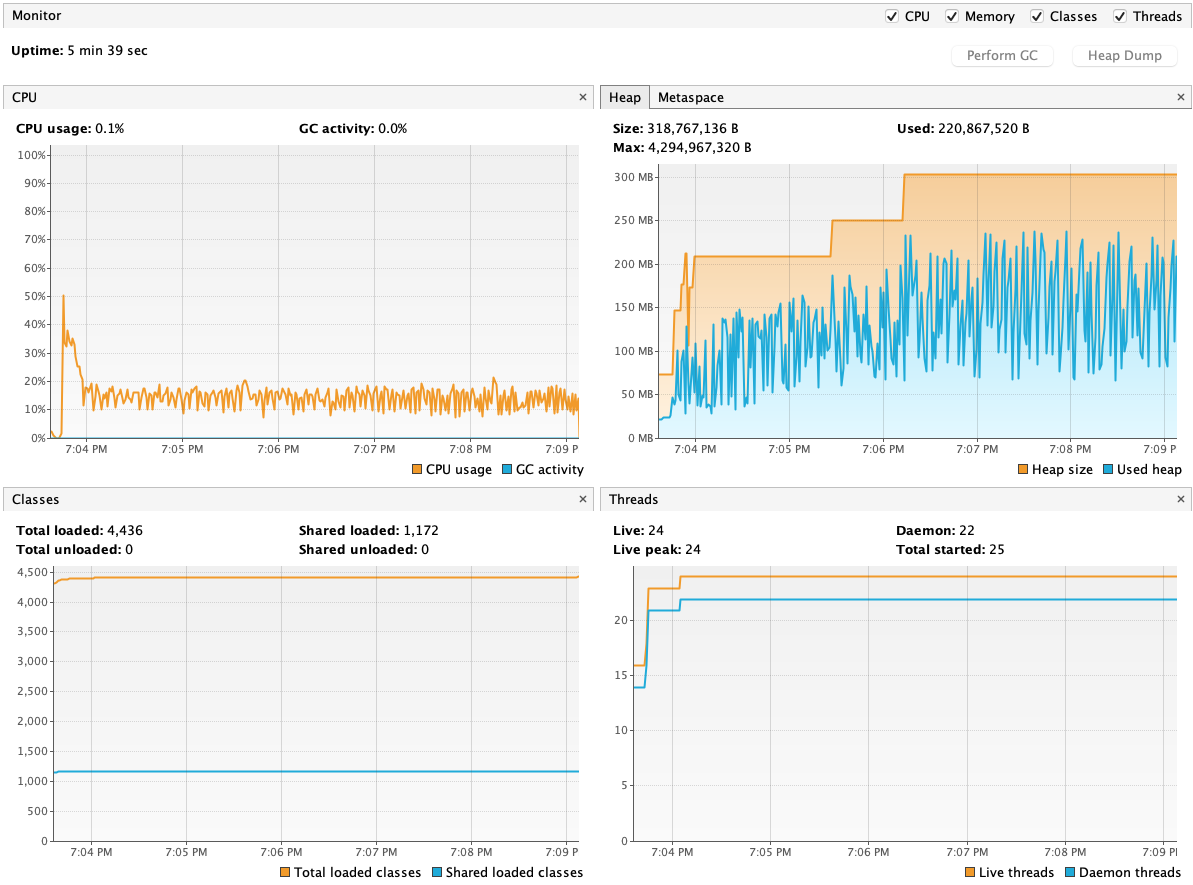 Monitor
CPU Memory Classes Threads
Uptime: 5 min 39 sec
Perform GC Heap Dump
CPU ×
CPU usage: 0.1% GC activity: 0.0%
100%
90%
80%
70%
60%
50%
40%
30%
20%
10%
0%
7:04 PM 7:05 PM 7:06 PM 7:07 PM 7:08 PM 7:09 P
CPU usage GC activity
Heap Metaspace ×
Size: 318,767,136 B Used: 220,867,520 B
Max: 4,294,967,320 B
300 MB
250 MB
200 MB
150 MB
100 MB
50 MB
0 MB
7:04 PM 7:05 PM 7:06 PM 7:07 PM 7:08 PM 7:09 P
Heap size Used heap
Classes ×
Total loaded: 4,436 Shared loaded: 1,172
Total unloaded: 0 Shared unloaded: 0
4,500
4,000
3,500
3,000
2,500
2,000
1,500
1,000
500
0
7:04 PM 7:05 PM 7:06 PM 7:07 PM 7:08 PM 7:09 P
Total loaded classes Shared loaded classes
Threads ×
Live: 24 Daemon: 22
Live peak: 24 Total started: 25
20
15
10
5
0
7:04 PM 7:05 PM 7:06 PM 7:07 PM 7:08 PM 7:09 P
Live threads Daemon threads